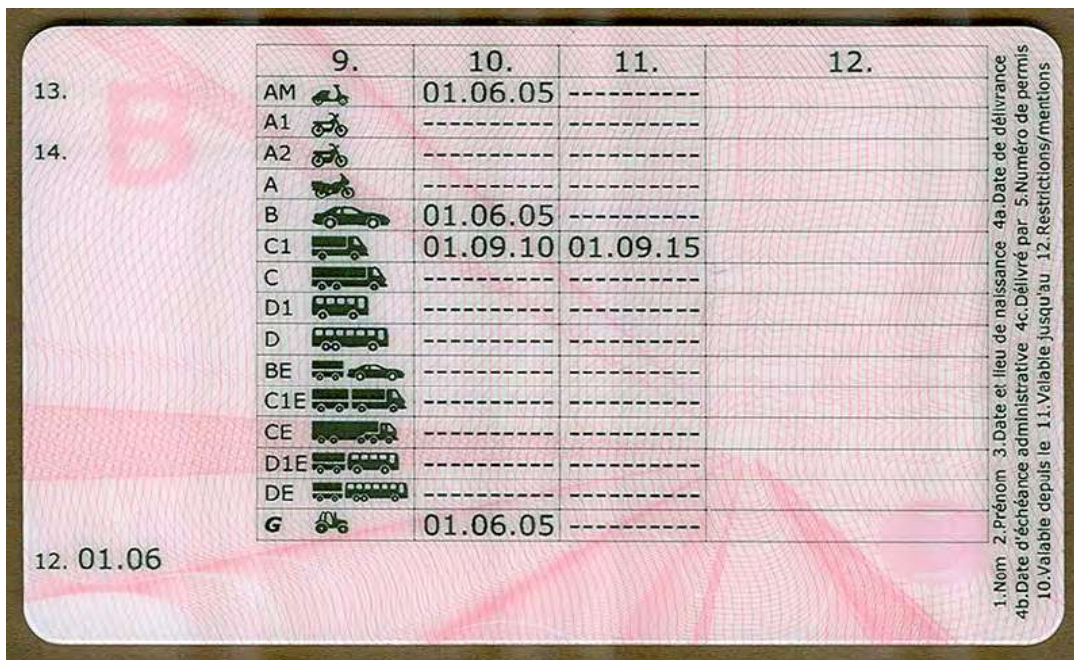 9. 10. 11. 12.
13.
14.
B
AM 01.06.05 ---------
A1 --------- ---------
A2 --------- ---------
A --------- ---------
B 01.06.05 ---------
C1 01.09.10 01.09.15
C --------- ---------
D1 --------- ---------
D --------- ---------
BE --------- ---------
C1E --------- ---------
CE --------- ---------
D1E --------- ---------
DE --------- ---------
G 01.06.05 ---------
12. 01.06
1.Nom 2.Prénom 3.Date et lieu de naissance 4a.Date de délivrance
4b.Date d'échéance administrative 4c.Délivré par 5.Numéro de permis
10.Valable depuis le 11.Valable jusqu'au 12.Restrictions/mentions